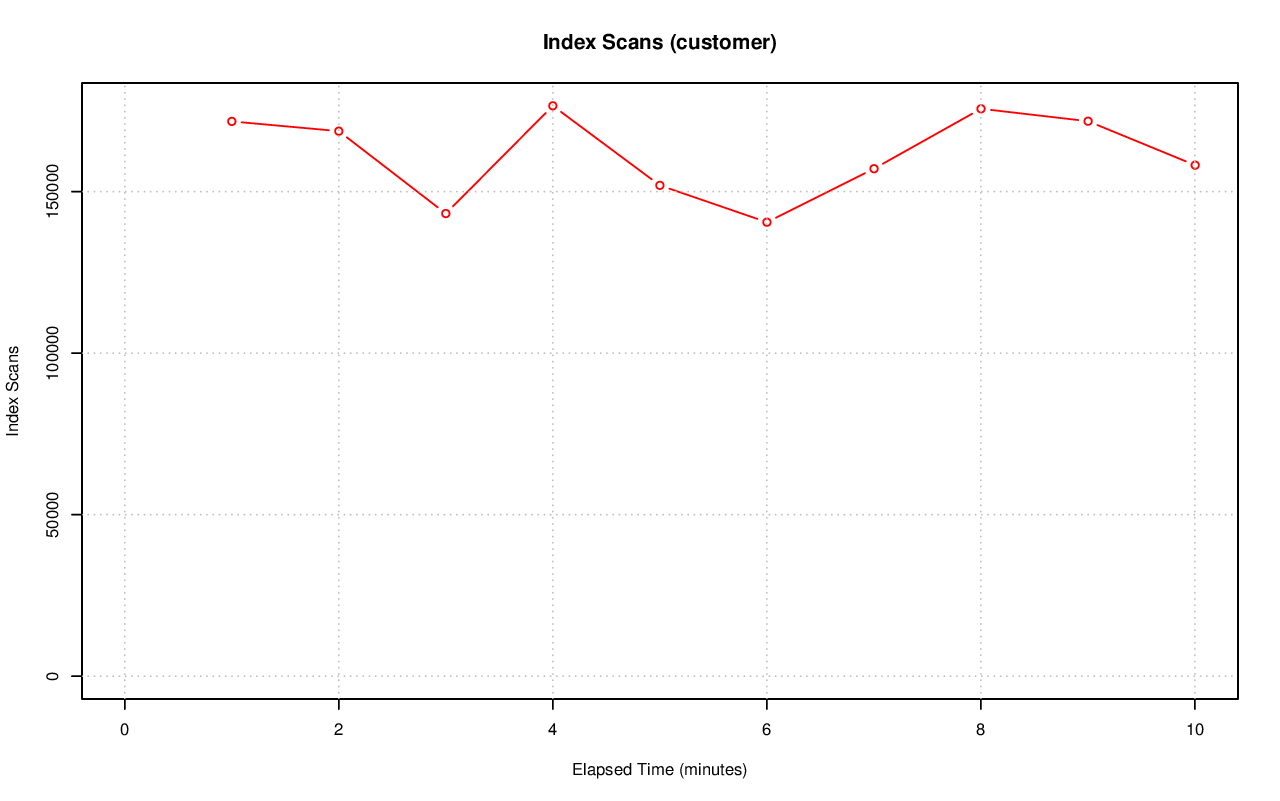 Index Scans (customer)
Index Scans
150000
100000
50000
0
0 2 4 6 8 10
Elapsed Time (minutes)